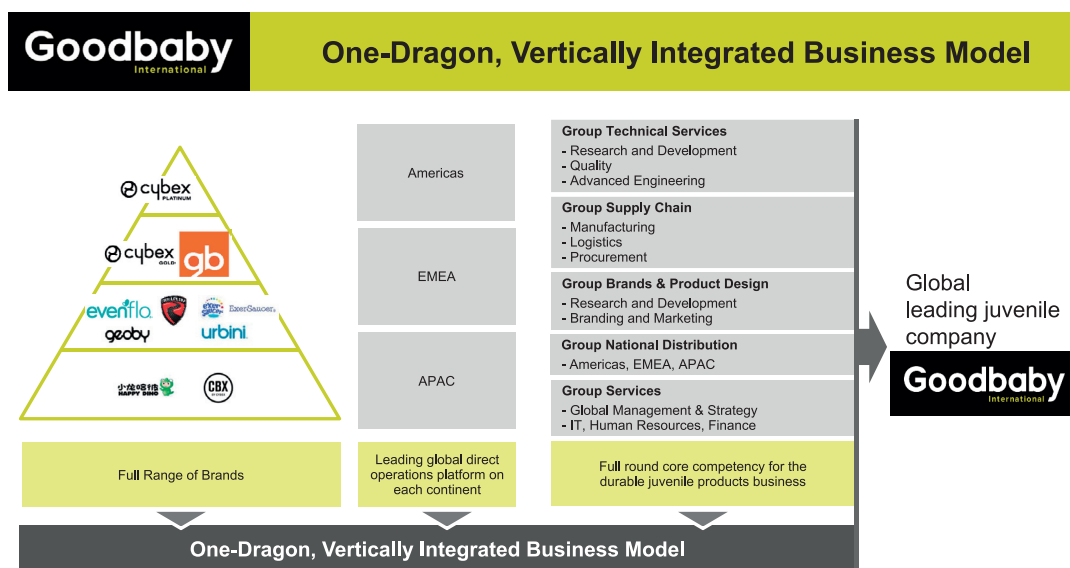 Goodbaby
International
One-Dragon, Vertically Integrated Business Model
cybex
PLATINUM
cybex
GOLD
gb
evenflo
ExerSaucer
geoby
urbini
小龙哈彼
HAPPY DINO
CBX
BY CYBEX
Full Range of Brands
Americas
EMEA
APAC
Leading global direct
operations platform on
each continent
Group Technical Services
- Research and Development
- Quality
- Advanced Engineering
Group Supply Chain
- Manufacturing
- Logistics
- Procurement
Group Brands & Product Design
- Research and Development
- Branding and Marketing
Group National Distribution
- Americas, EMEA, APAC
Group Services
- Global Management & Strategy
- IT, Human Resources, Finance
Full round core competency for the
durable juvenile products business
Global
leading juvenile
company
Goodbaby
International
One-Dragon, Vertically Integrated Business Model